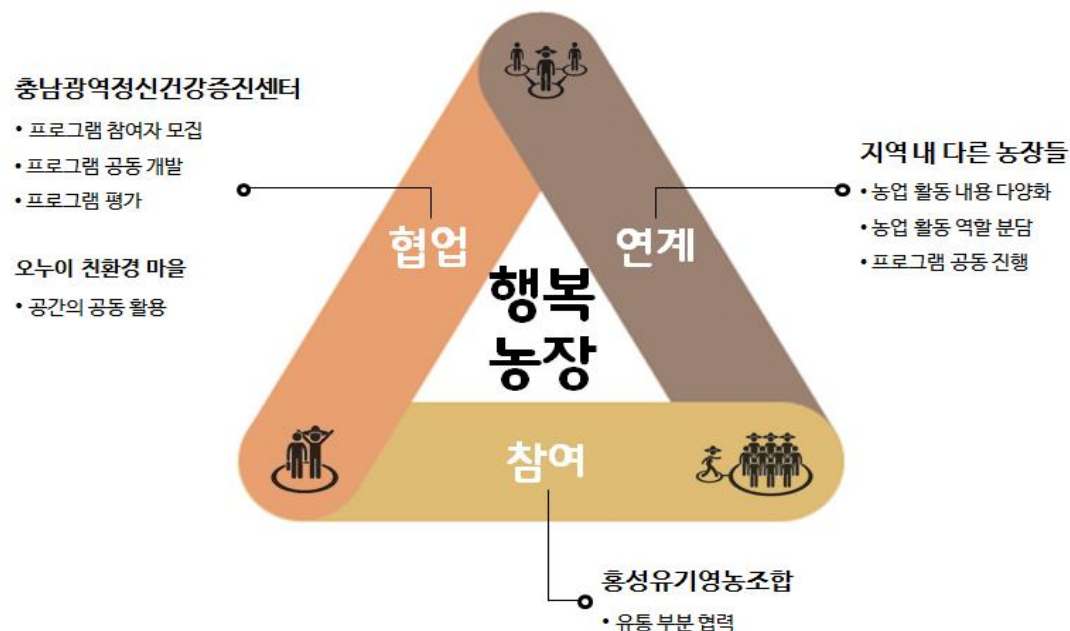 충남광역정신건강증진센터
• 프로그램 참여자 모집
• 프로그램 공동 개발
• 프로그램 평가
오누이 친환경 마을
• 공간의 공동 활용
협업
연계
행복
농장
참여
지역 내 다른 농장들
• 농업 활동 내용 다양화
• 농업 활동 역할 분담
• 프로그램 공동 진행
홍성유기영농조합
• 유통 부분 협력